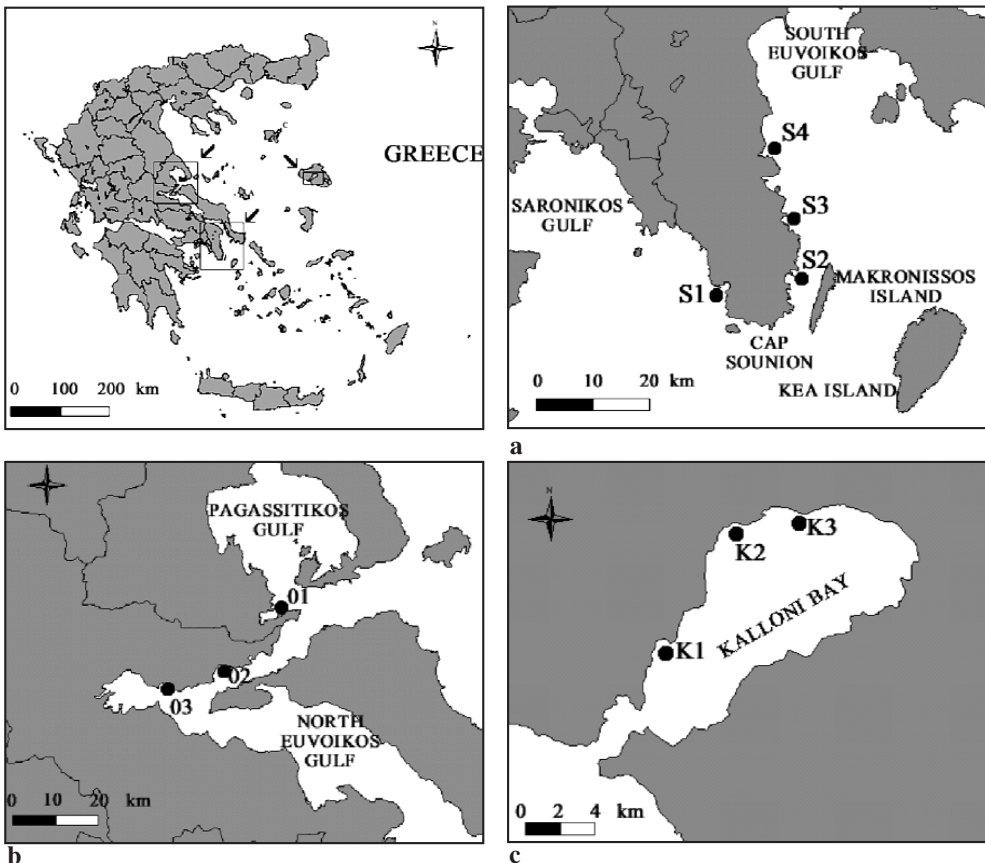 N
C
GREECE
A
0 100 200 km
SOUTH
EUVOIKOS
GULF
S4
SARONIKOS
GULF
S3
S2
S1
MAKRONISSOS
ISLAND
CAP
SOUNION
KEA ISLAND
0 10 20 km
a
N
PAGASSITIKOS
GULF
01
02
03
NORTH
EUVOIKOS
GULF
0 10 20 km
b
N
K3
K2
KALLONI BAY
K1
0 2 4 km
c